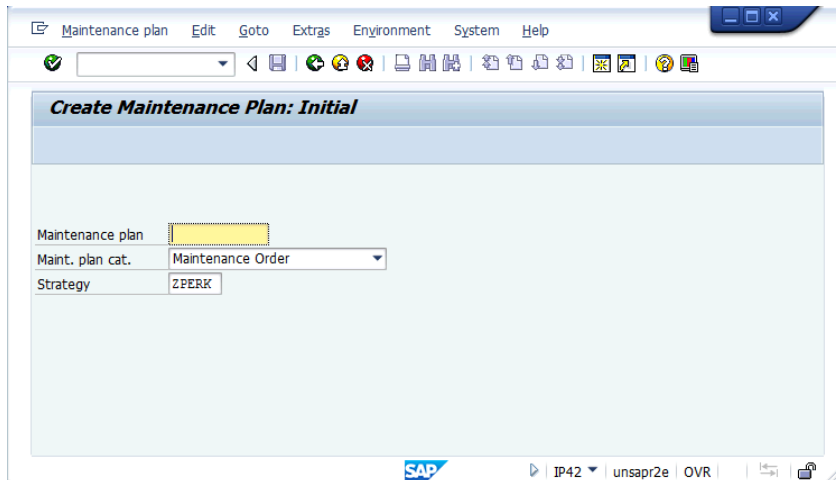 Maintenance plan Edit Goto Extras Environment System Help
Create Maintenance Plan: Initial
Maintenance plan
Maint. plan cat. Maintenance Order
Strategy ZPERK
SAP IP42 unsapr2e OVR